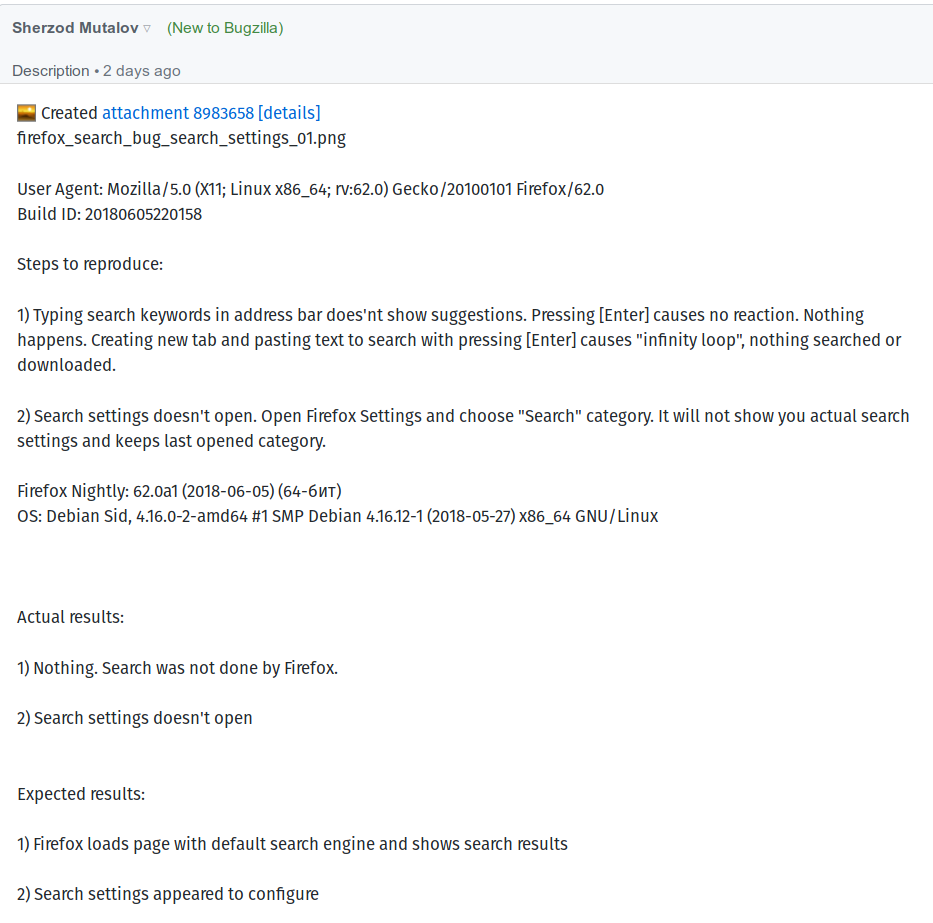 Sherzod Mutalov ▽ (New to Bugzilla)
Description • 2 days ago
Created attachment 8983658 [details]
firefox_search_bug_search_settings_01.png
User Agent: Mozilla/5.0 (X11; Linux x86_64; rv:62.0) Gecko/20100101 Firefox/62.0
Build ID: 20180605220158
Steps to reproduce:
1) Typing search keywords in address bar does'nt show suggestions. Pressing [Enter] causes no reaction. Nothing
happens. Creating new tab and pasting text to search with pressing [Enter] causes "infinity loop", nothing searched or
downloaded.
2) Search settings doesn't open. Open Firefox Settings and choose "Search" category. It will not show you actual search
settings and keeps last opened category.
Firefox Nightly: 62.0a1 (2018-06-05) (64-бит)
OS: Debian Sid, 4.16.0-2-amd64 #1 SMP Debian 4.16.12-1 (2018-05-27) x86_64 GNU/Linux
Actual results:
1) Nothing. Search was not done by Firefox.
2) Search settings doesn't open
Expected results:
1) Firefox loads page with default search engine and shows search results
2) Search settings appeared to configure